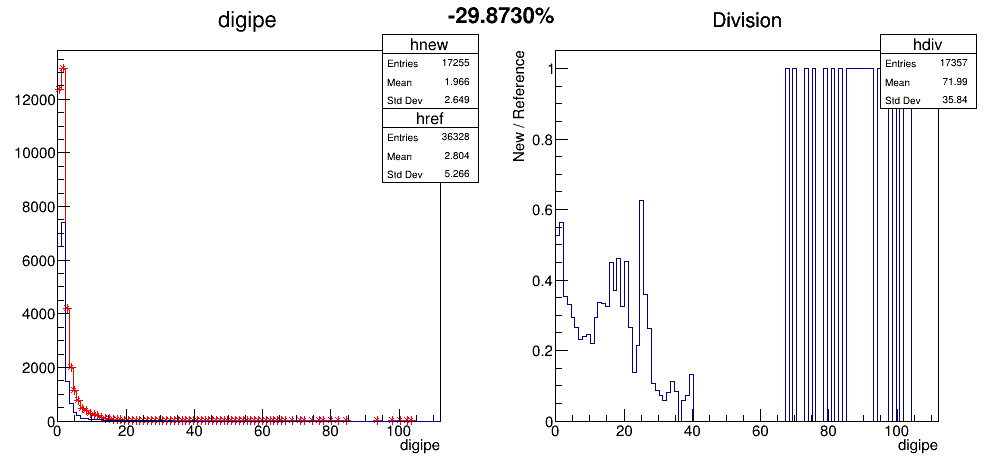 -29.8730%
digipe
hnew
Entries 17255
Mean 1.966
Std Dev 2.649
href
Entries 36328
Mean 2.804
Std Dev 5.266
12000
10000
8000
6000
4000
2000
0
0 20 40 60 80 100
digipe
Division
hdiv
Entries 17357
Mean 71.99
Std Dev 35.84
New / Reference
1
0.8
0.6
0.4
0.2
0
0 20 40 60 80 100
digipe